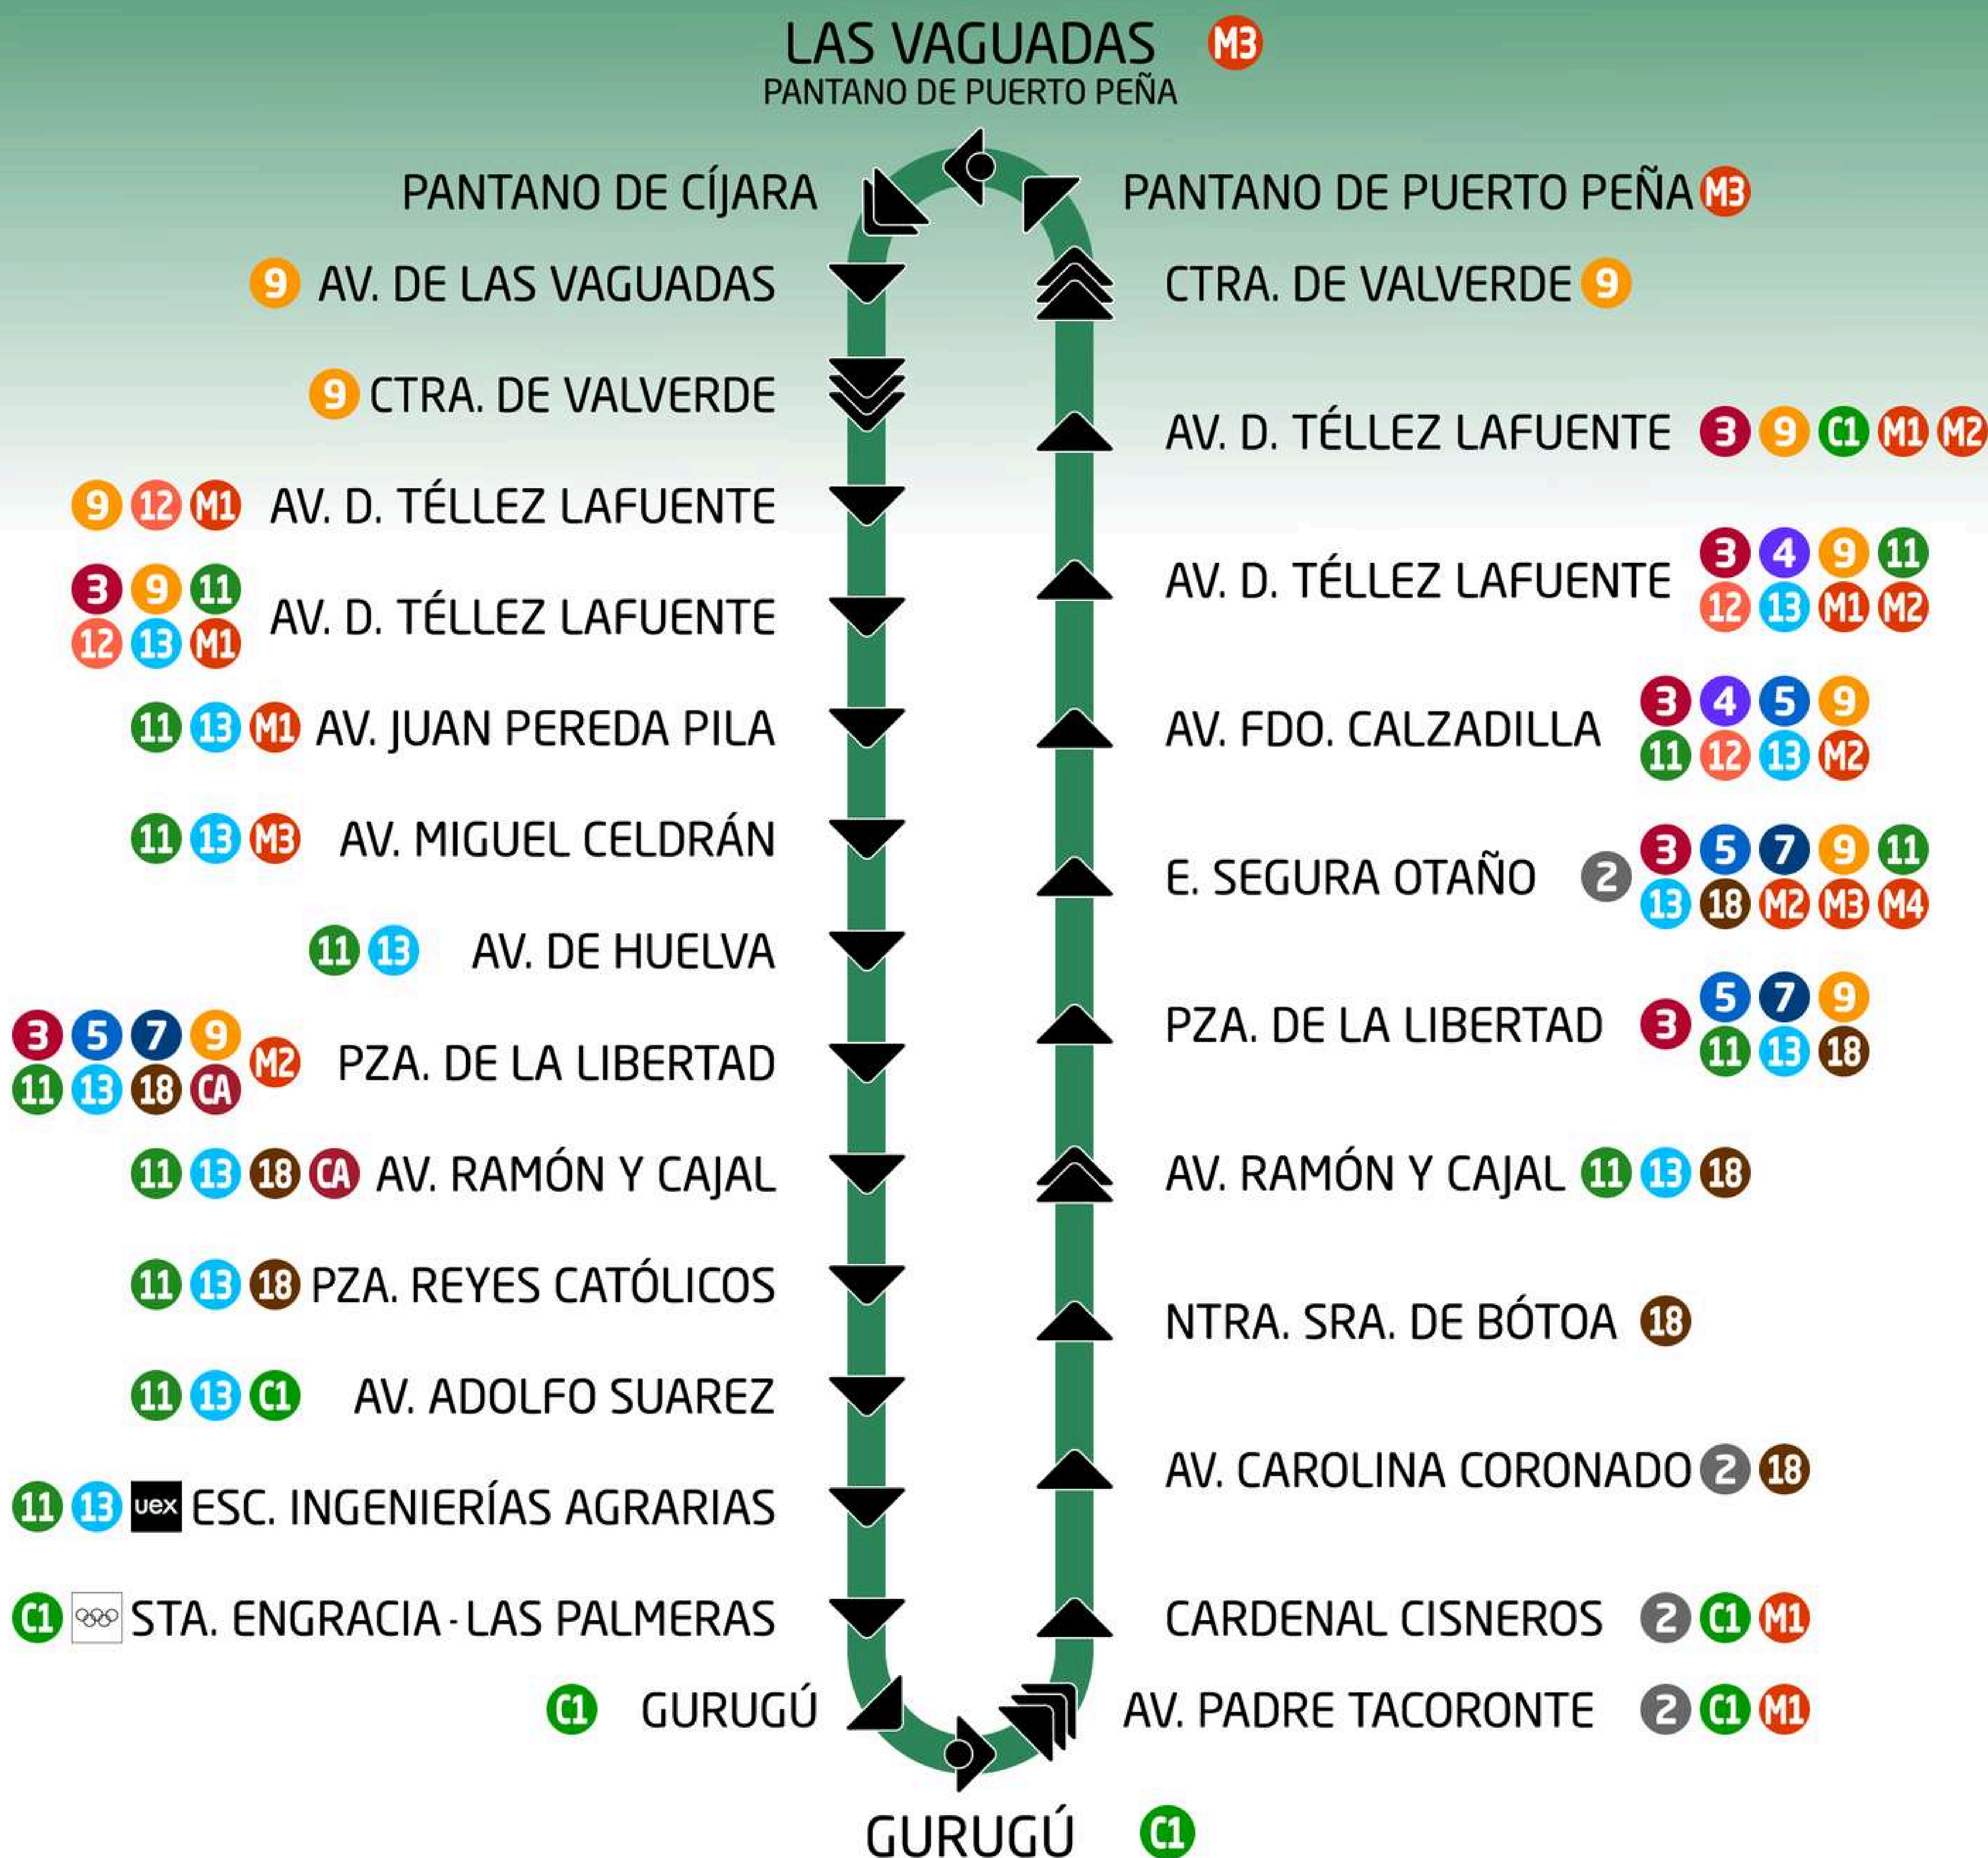 LAS VAGUADAS M3
PANTANO DE PUERTO PEÑA
PANTANO DE CÍJARA
9 AV. DE LAS VAGUADAS
9 CTRA. DE VALVERDE
9 12 M1 AV. D. TÉLLEZ LAFUENTE
3 9 11
12 13 M1
AV. D. TÉLLEZ LAFUENTE
11 13 M1 AV. JUAN PEREDA PILA
11 13 M3 AV. MIGUEL CELDRÁN
11 13 AV. DE HUELVA
3 5 7 9
11 13 18 CA
M2 PZA. DE LA LIBERTAD
11 13 18 CA AV. RAMÓN Y CAJAL
11 13 18 PZA. REYES CATÓLICOS
11 13 C1 AV. ADOLFO SUAREZ
11 13 uex ESC. INGENIERÍAS AGRARIAS
C1 STA. ENGRACIA-LAS PALMERAS
C1 GURUGÚ
PANTANO DE PUERTO PEÑA M3
CTRA. DE VALVERDE 9
AV. D. TÉLLEZ LAFUENTE 3 9 C1 M1 M2
AV. D. TÉLLEZ LAFUENTE
3 4 9 11
12 13 M1 M2
AV. FDO. CALZADILLA
3 4 5 9
11 12 13 M2
E. SEGURA OTAÑO 2
3 5 7 9 11
13 18 M2 M3 M4
PZA. DE LA LIBERTAD 3
5 7 9
11 13 18
AV. RAMÓN Y CAJAL 11 13 18
NTRA. SRA. DE BÓTOA 18
AV. CAROLINA CORONADO 2 18
CARDENAL CISNEROS 2 C1 M1
AV. PADRE TACORONTE 2 C1 M1
GURUGÚ C1